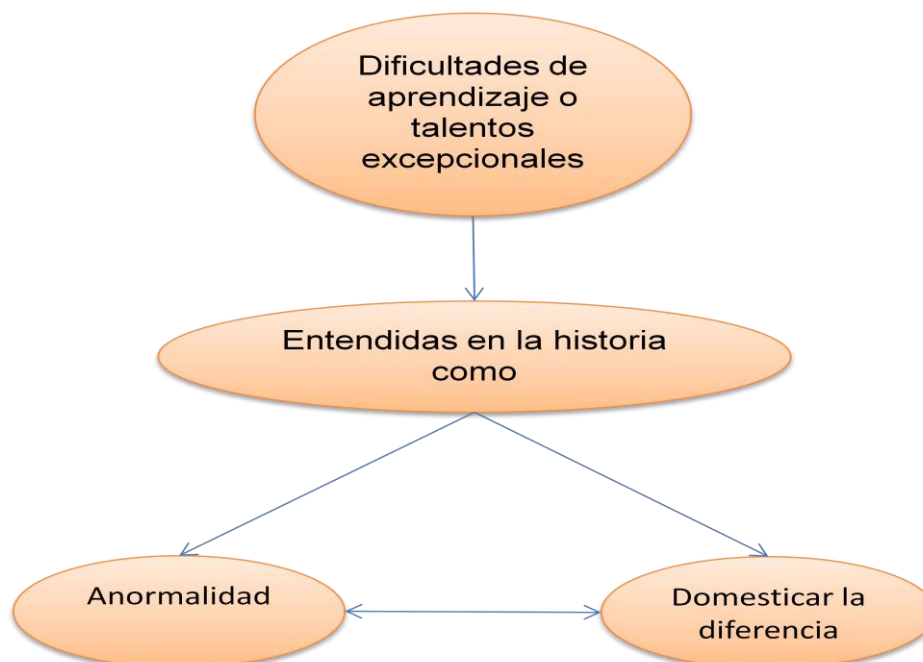 Dificultades de
aprendizaje o
talentos
excepcionales
Entendidas en la historia
como
Anormalidad
Domesticar la
diferencia